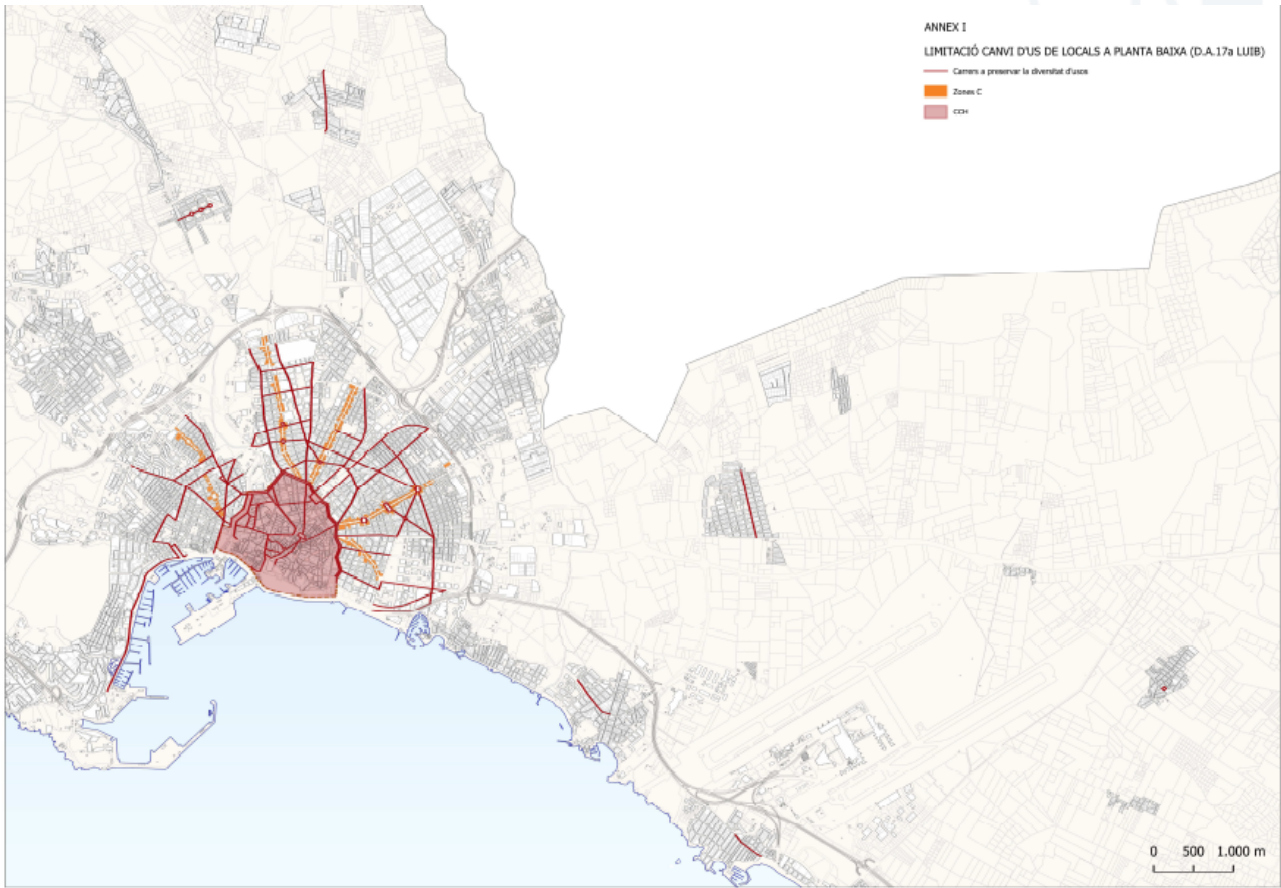 ANNEX I
LIMITACIÓ CANVI D'US DE LOCALS A PLANTA BAIXA (D.A.17a LUIB)
Carrers a preservar la diversitat d'usos
Zones C
CCH
0 500 1.000 m